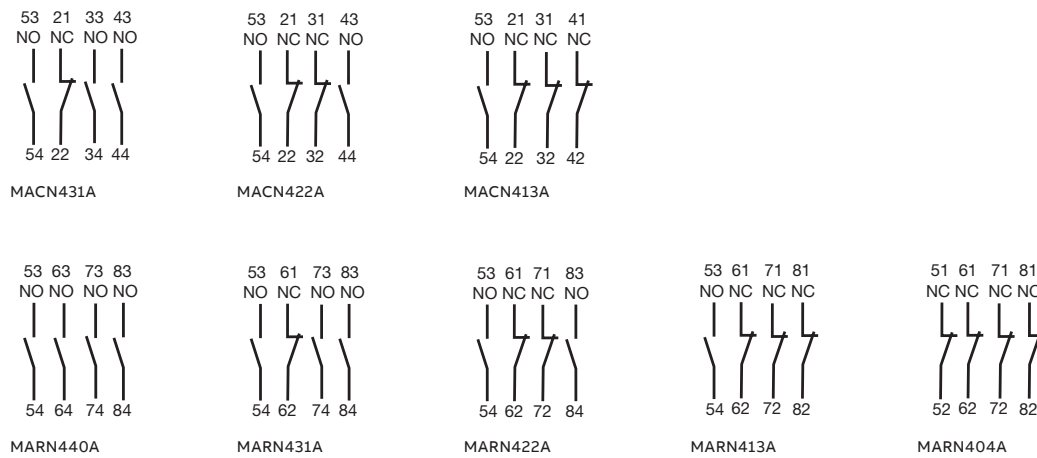 53 21 33 43
NO NC NO NO
54 22 34 44
MACN431A
53 21 31 43
NO NC NC NO
54 22 32 44
MACN422A
53 21 31 41
NO NC NC NC
54 22 32 42
MACN413A
53 63 73 83
NO NO NO NO
54 64 74 84
MARN440A
53 61 73 83
NO NC NO NO
54 62 74 84
MARN431A
53 61 71 83
NO NC NC NO
54 62 72 84
MARN422A
53 61 71 81
NO NC NC NC
54 62 72 82
MARN413A
51 61 71 81
NC NC NC NC
52 62 72 82
MARN404A